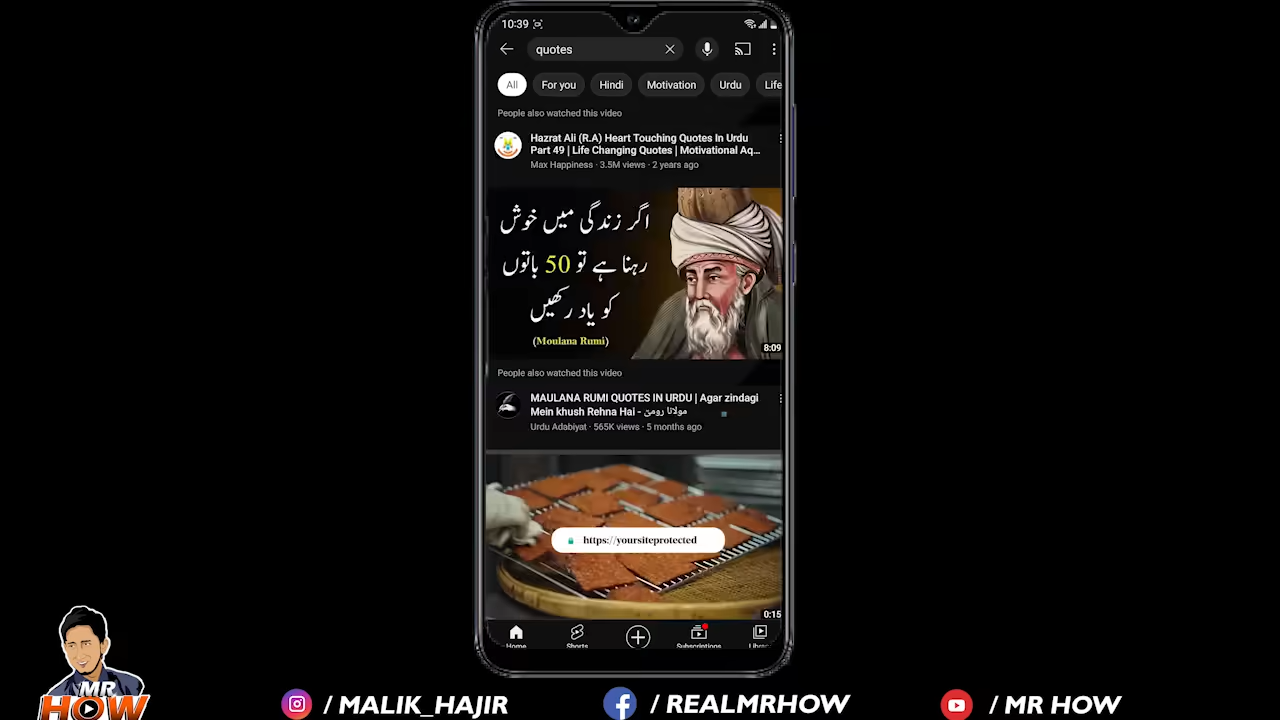 10:39
quotes
All
For you
Hindi
Motivation
Urdu
Life
People also watched this video
Hazrat Ali (R.A) Heart Touching Quotes In Urdu
Part 49 | Life Changing Quotes | Motivational Aq...
Max Happiness · 3.5M views · 2 years ago
اگر زندگی میں خوش
رہنا ہے تو 50 باتوں
کو یاد رکھیں
(Moulana Rumi)
8:09
People also watched this video
MAULANA RUMI QUOTES IN URDU | Agar zindagi
Mein khush Rehna Hai - مولانا رومیؒ
Urdu Adabiyat · 565K views · 5 months ago
https://yoursiteprotected
0:15
Home
Shorts
Subscriptions
Library
MR
HOW
/ MALIK_HAJIR
/ REALMRHOW
/ MR HOW